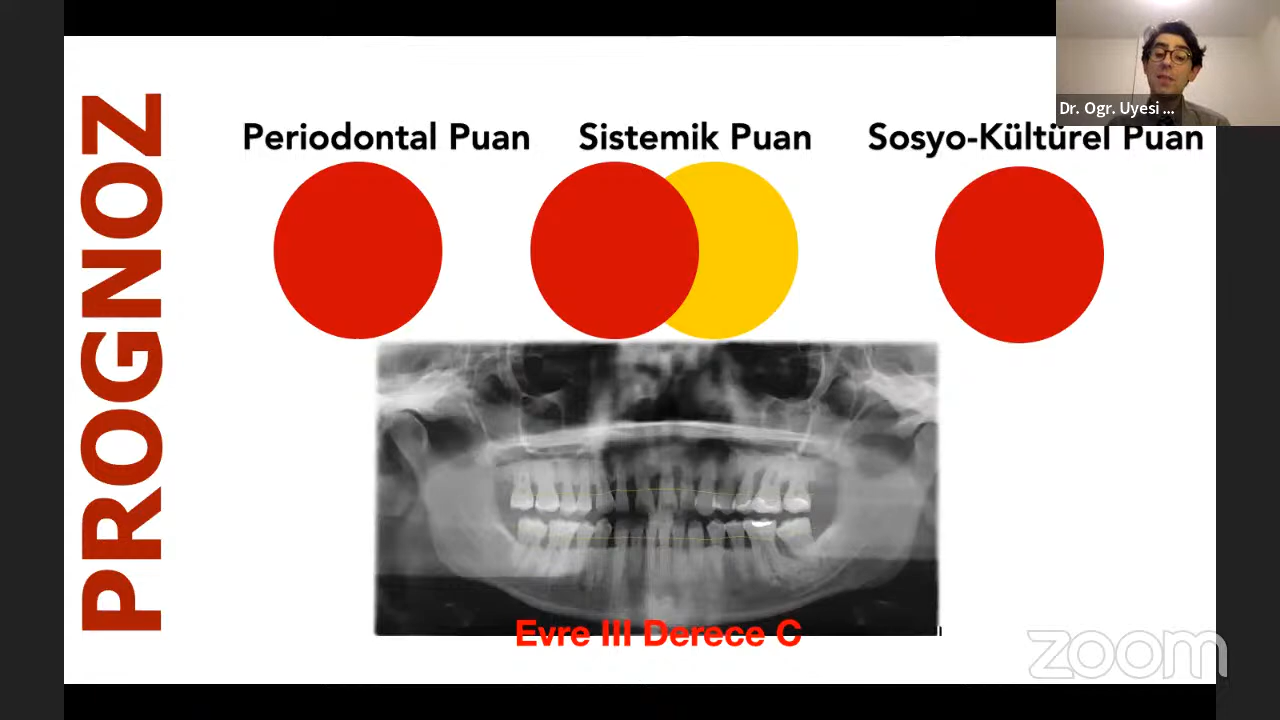 PROGNOZ
Periodontal Puan
Sistemik Puan
Sosyo-Kültürel Puan
Dr. Ogr. Uyesi ...
Evre III Derece C
zoom